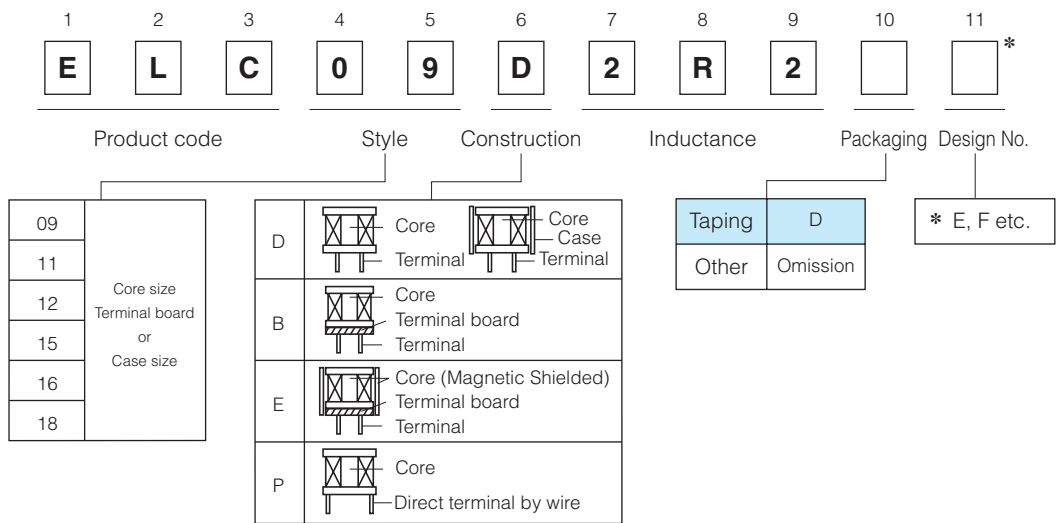 1 2 3 4 5 6 7 8 9 10 11
E L C 0 9 D 2 R 2 *
Product code Style Construction Inductance Packaging Design No.
09
11
12
15
16
18
Core size
Terminal board
or
Case size
D
Core
Terminal
Core
Case
Terminal
B
Core
Terminal board
Terminal
E
Core (Magnetic Shielded)
Terminal board
Terminal
P
Core
Direct terminal by wire
Taping D
Other Omission
* E, F etc.